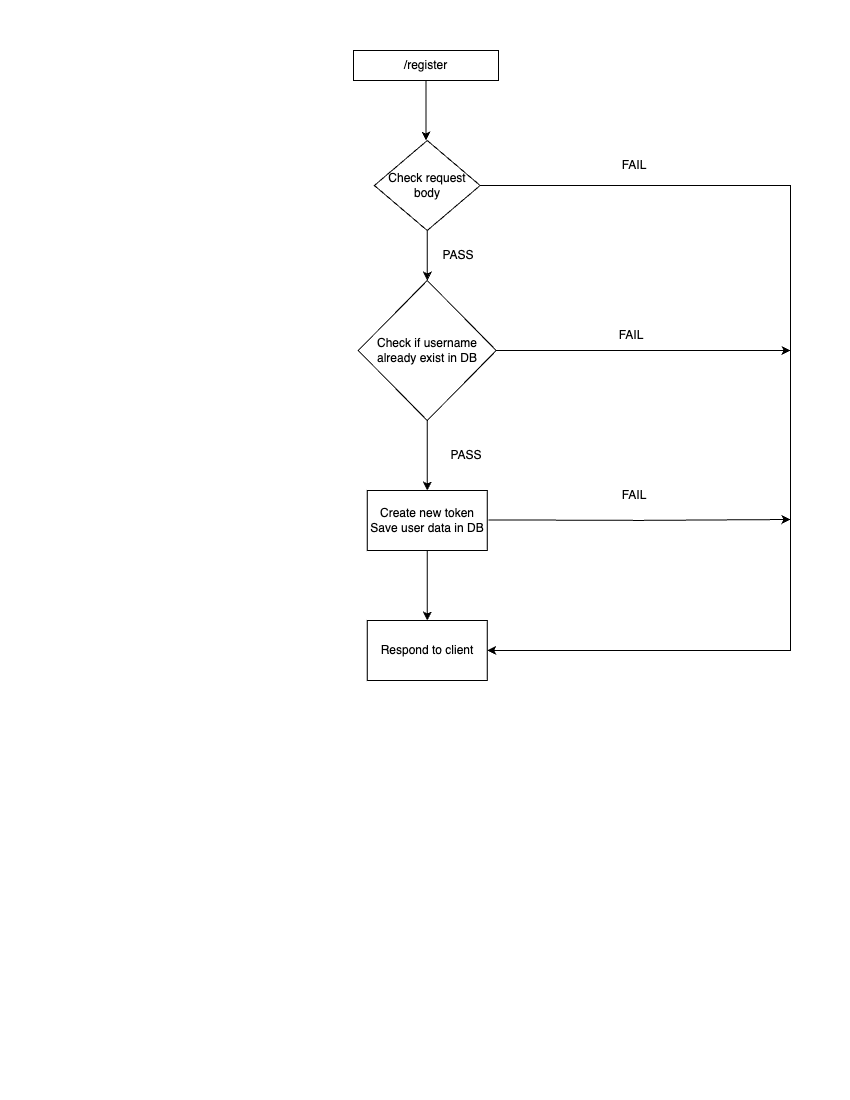 /register
FAIL
Check request
body
PASS
FAIL
Check if username
already exist in DB
PASS
FAIL
Create new token
Save user data in DB
Respond to client